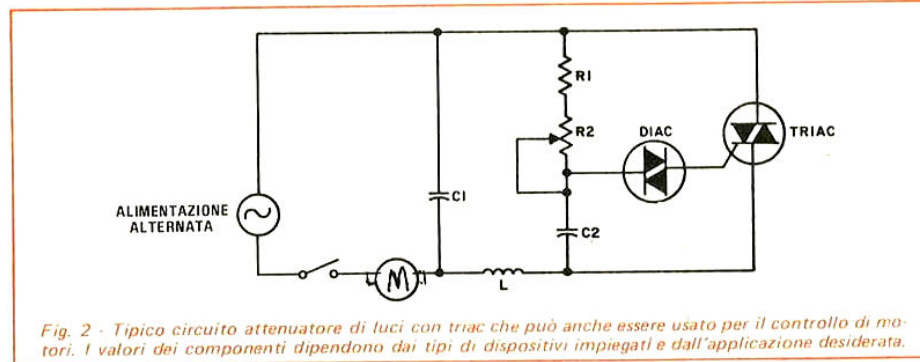 R1
R2
DIAC
TRIAC
C1
ALIMENTAZIONE
ALTERNATA
C2
M
L
Fig. 2 - Tipico circuito attenuatore di luci con triac che può anche essere usato per il controllo di mo-
tori. I valori dei componenti dipendono dai tipi di dispositivi impiegati e dall'applicazione desiderata.